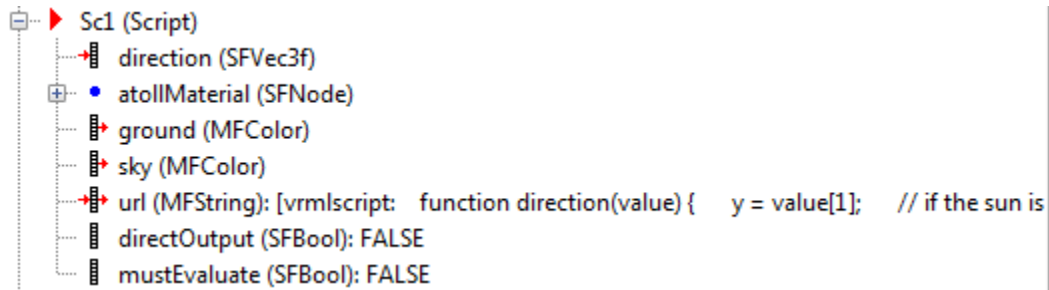 Sc1 (Script)
direction (SFVec3f)
atollMaterial (SFNode)
ground (MFColor)
sky (MFColor)
url (MFString): [vrmlscript:   function direction(value) {     y = value[1];     // if the sun is
directOutput (SFBool): FALSE
mustEvaluate (SFBool): FALSE